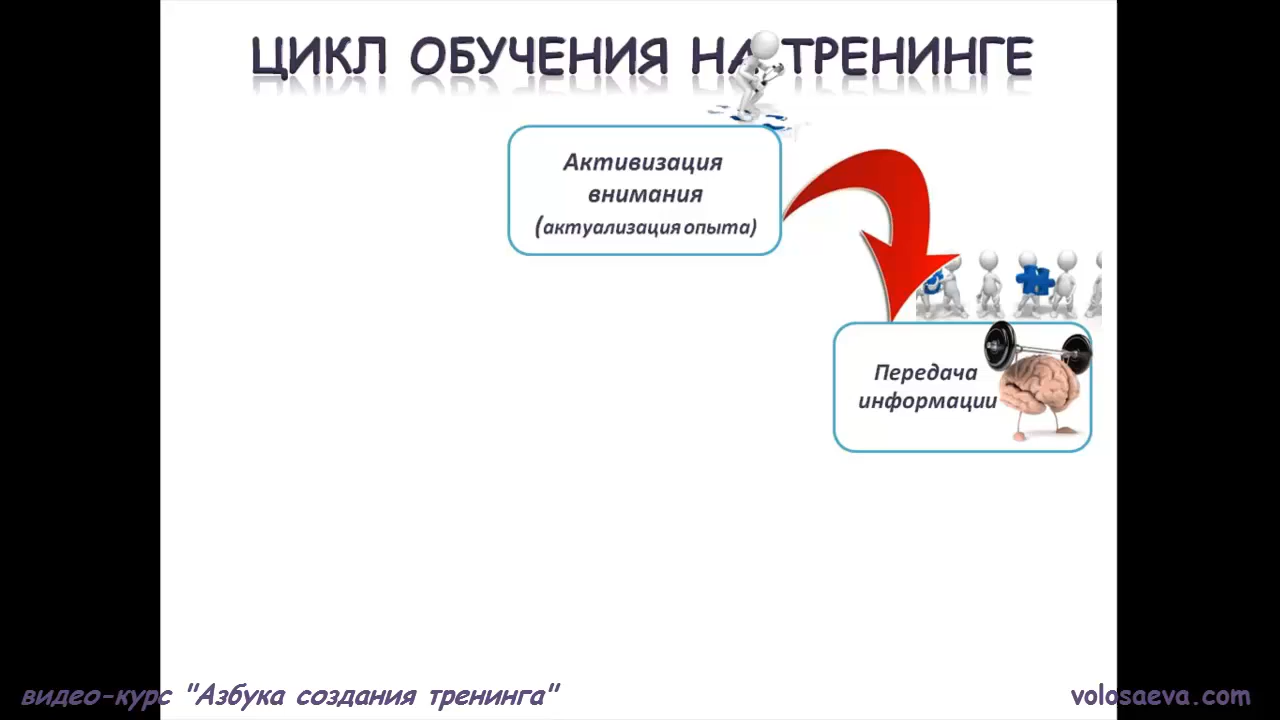 ЦИКЛ ОБУЧЕНИЯ НА ТРЕНИНГЕ
Активизация
внимания
(актуализация опыта)
Передача
информации
видео-курс "Азбука создания тренинга"
volosaeva.com